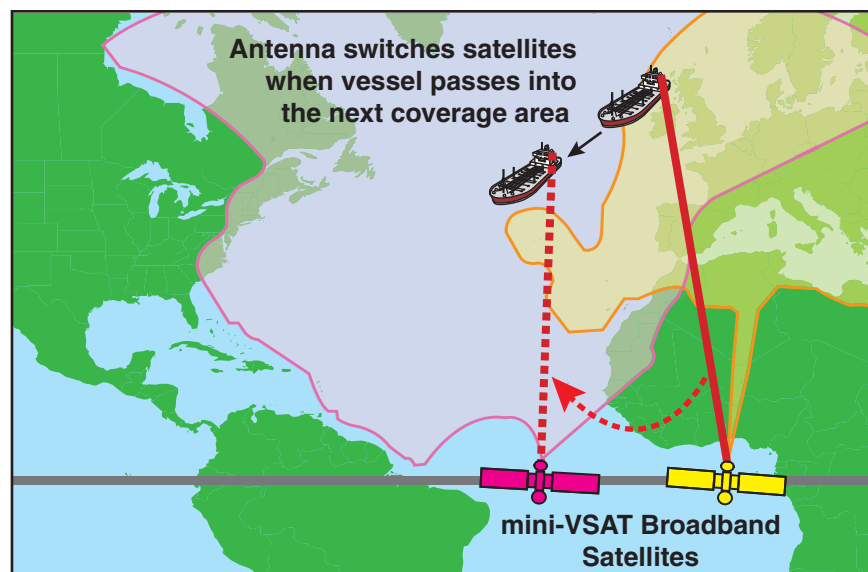 Antenna switches satellites
when vessel passes into
the next coverage area
mini-VSAT Broadband
Satellites